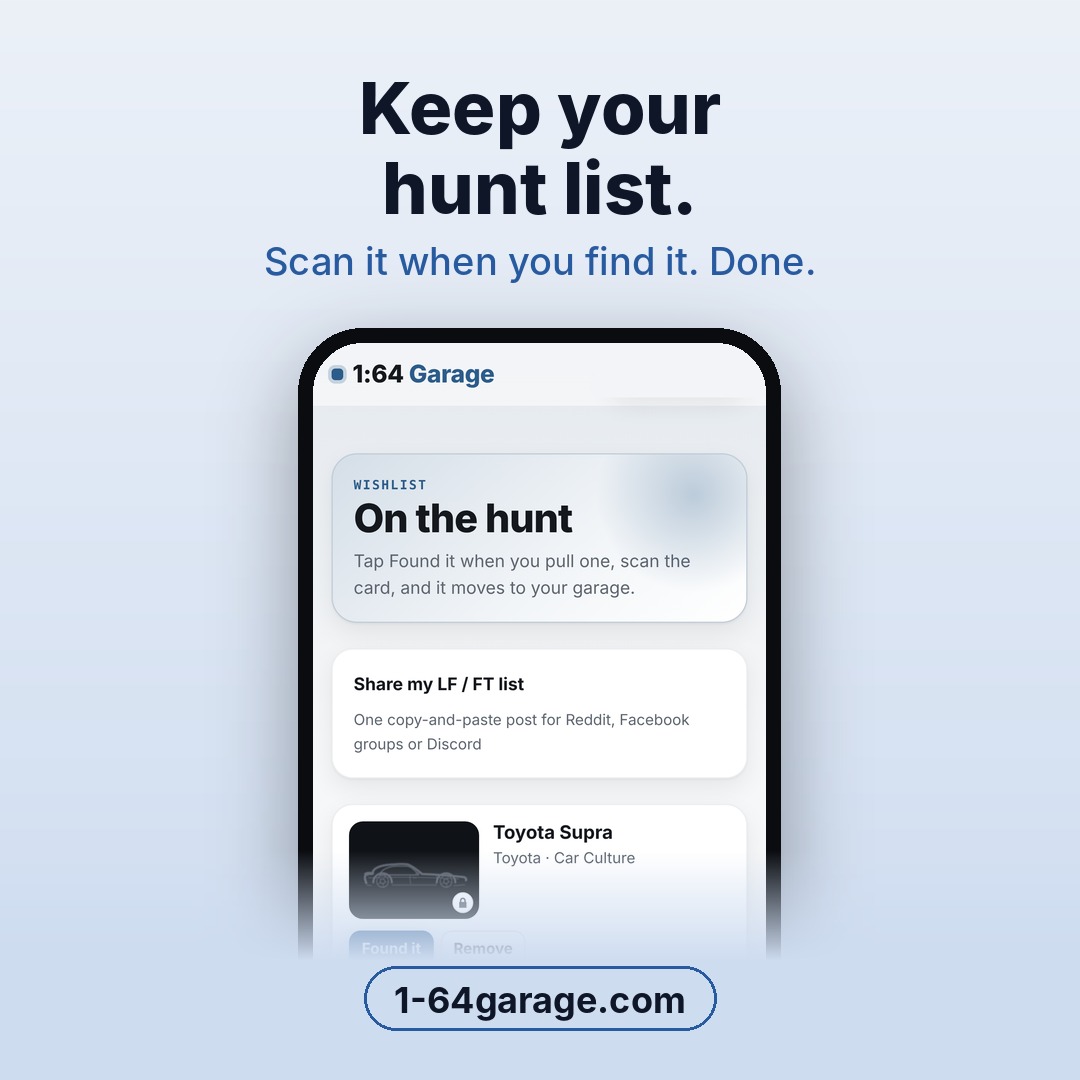 Keep your
hunt list.
Scan it when you find it. Done.
1:64 Garage
WISHLIST
On the hunt
Tap Found it when you pull one, scan the
card, and it moves to your garage.
Share my LF / FT list
One copy-and-paste post for Reddit, Facebook
groups or Discord
Toyota Supra
Toyota · Car Culture
Found it Remove
1-64garage.com